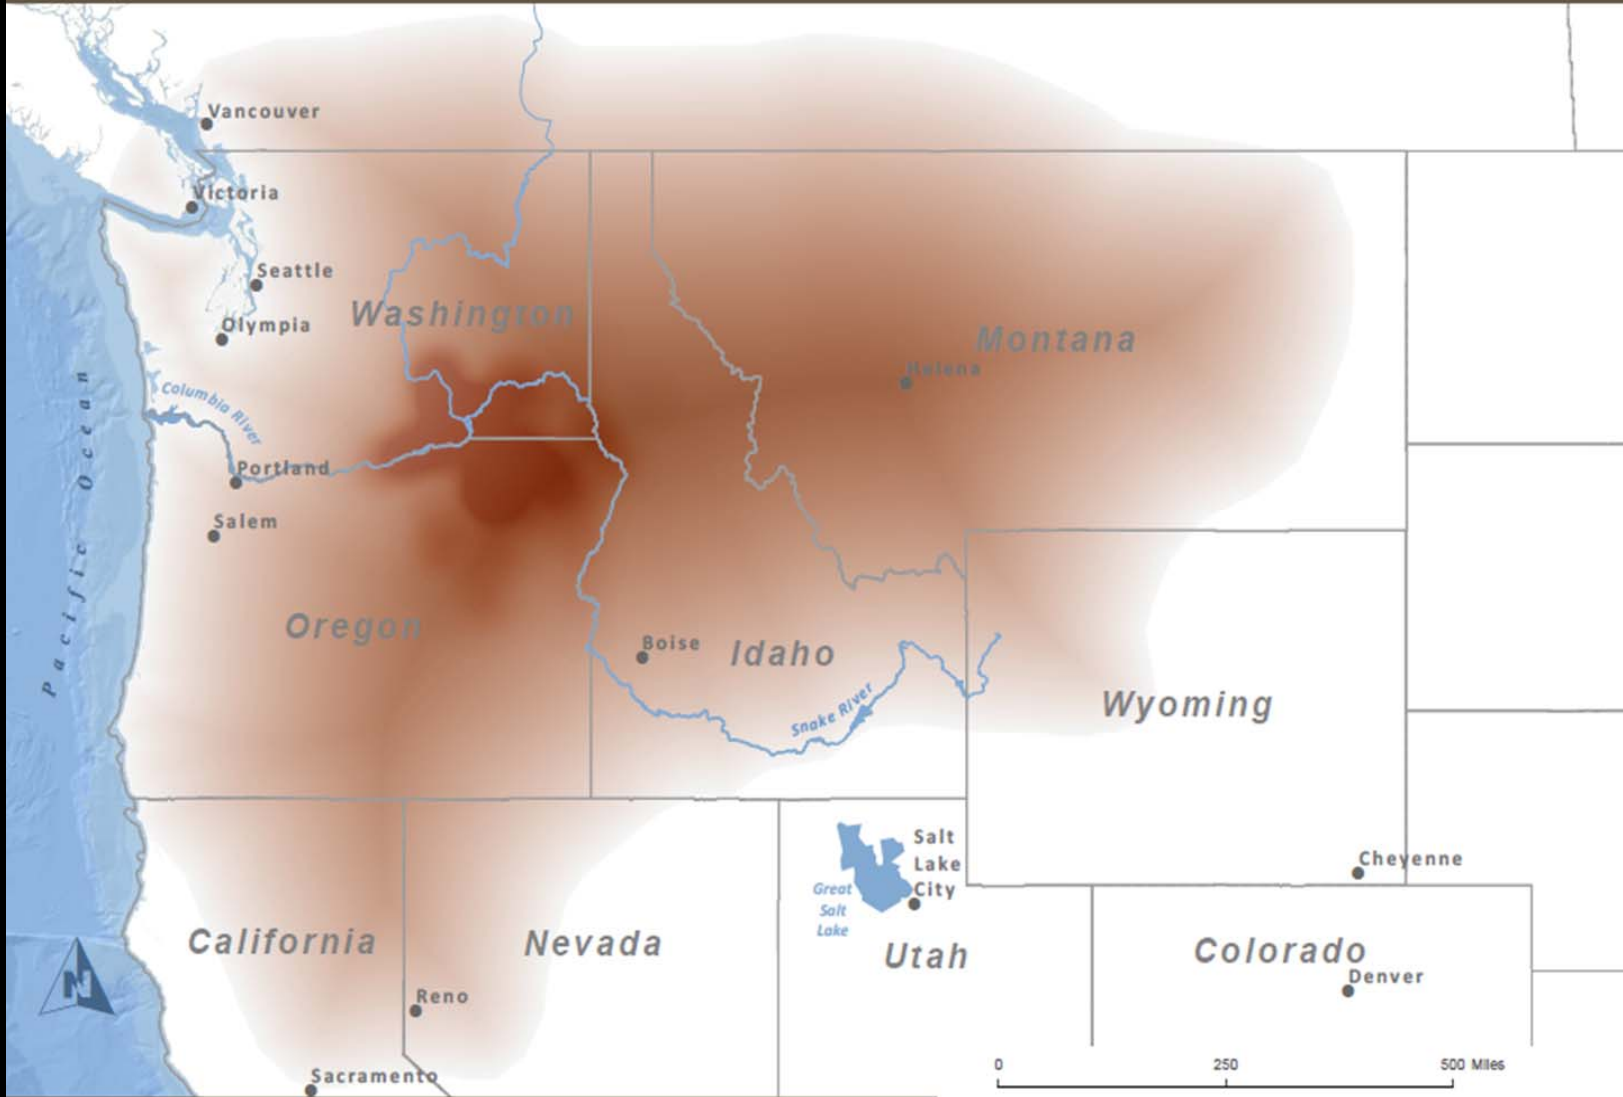 Vancouver
Victoria
Seattle
Washington
Olympia
Montana
Helena
Columbia River
Pacific Ocean
Portland
Salem
Oregon
Boise
Idaho
Snake River
Wyoming
Salt
Lake
City
Great
Salt
Lake
Cheyenne
California
Nevada
Utah
Colorado
Denver
N
Reno
Sacramento
0 250 500 Miles